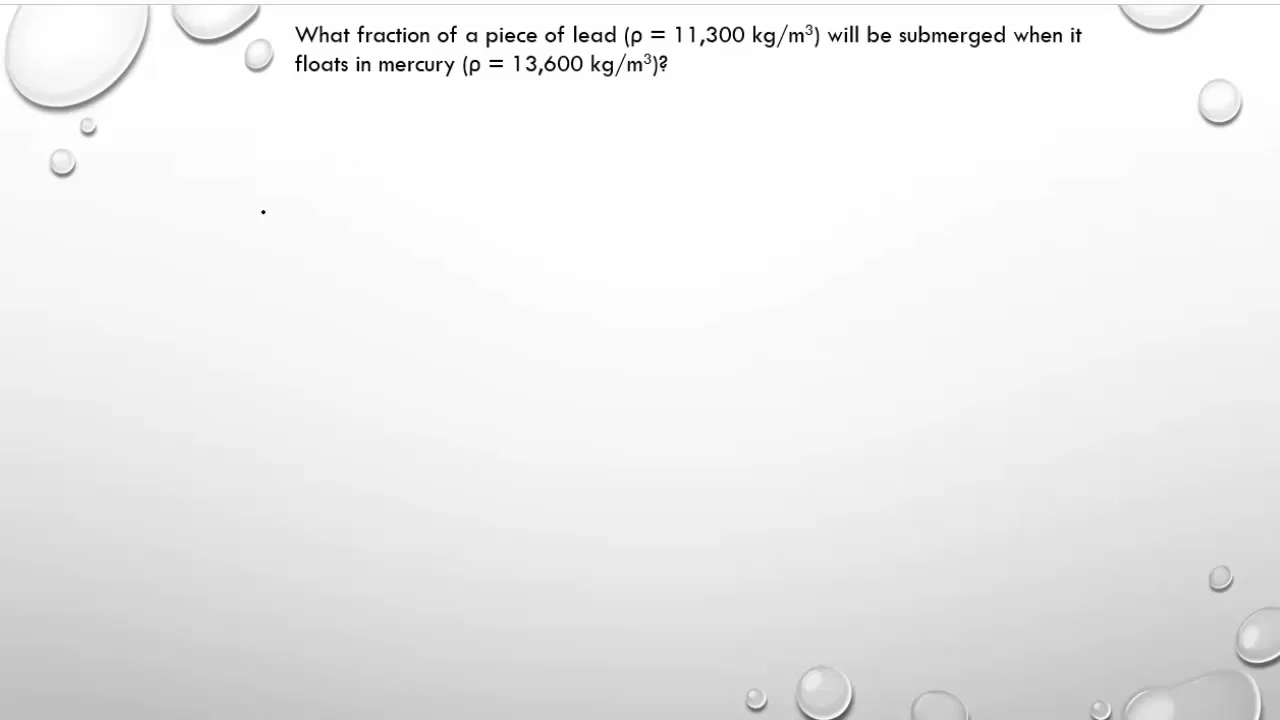 What fraction of a piece of lead (ρ = 11,300 kg/m³) will be submerged when it
floats in mercury (ρ = 13,600 kg/m³)?